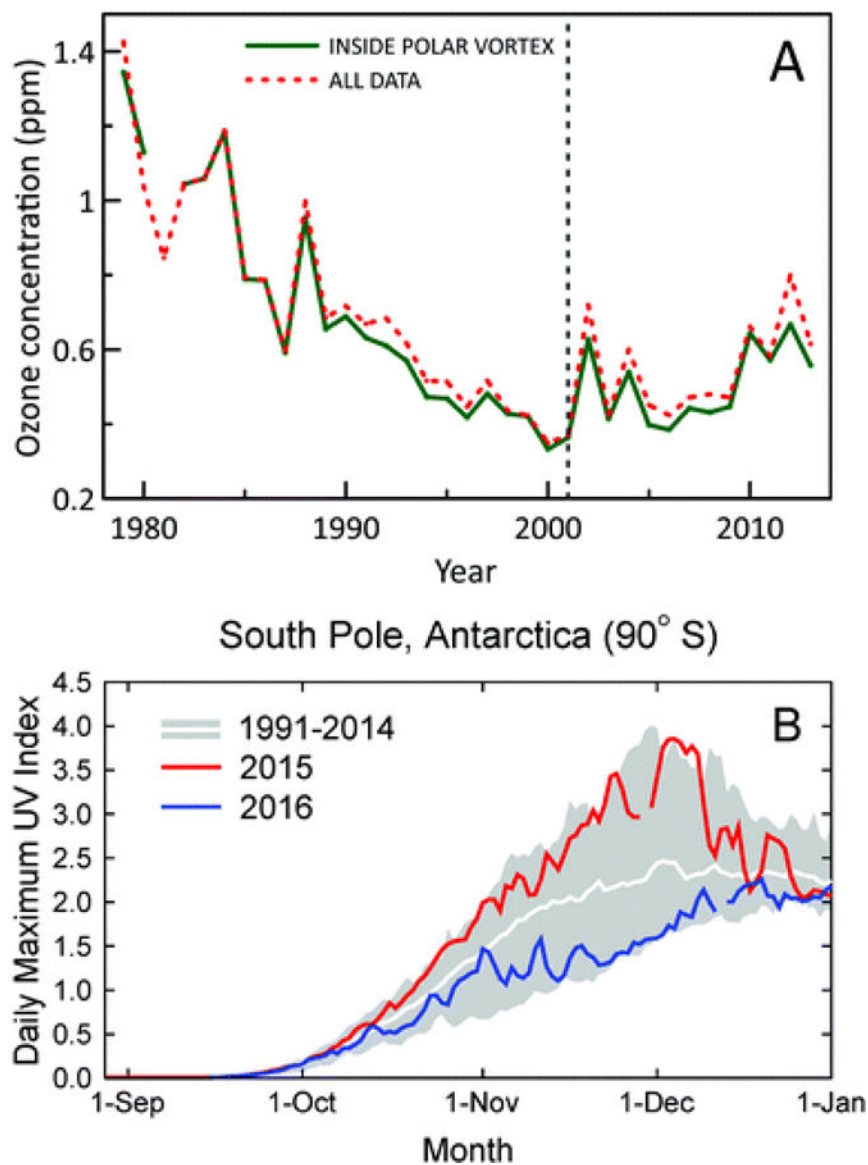 A
INSIDE POLAR VORTEX
ALL DATA
Ozone concentration (ppm)
1.4
1
0.6
0.2
1980 1990 2000 2010
Year
South Pole, Antarctica (90° S)
B
1991-2014
2015
2016
Daily Maximum UV Index
4.5
4.0
3.5
3.0
2.5
2.0
1.5
1.0
0.5
0.0
1-Sep 1-Oct 1-Nov 1-Dec 1-Jan
Month